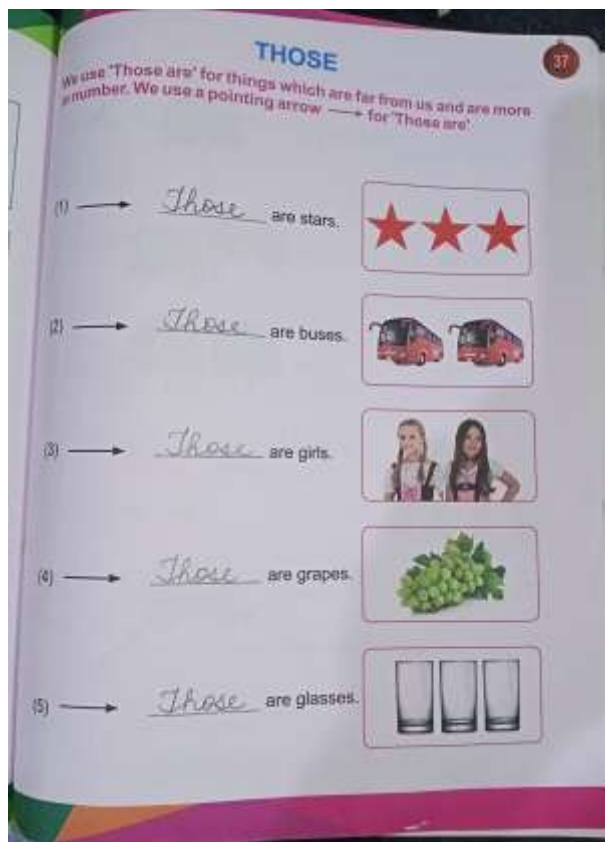 THOSE
37
We use 'Those are' for things which are far from us and are more
in number. We use a pointing arrow → for 'Those are'
(1) → Those are stars.
(2) → Those are buses.
(3) → Those are girls.
(4) → Those are grapes.
(5) → Those are glasses.